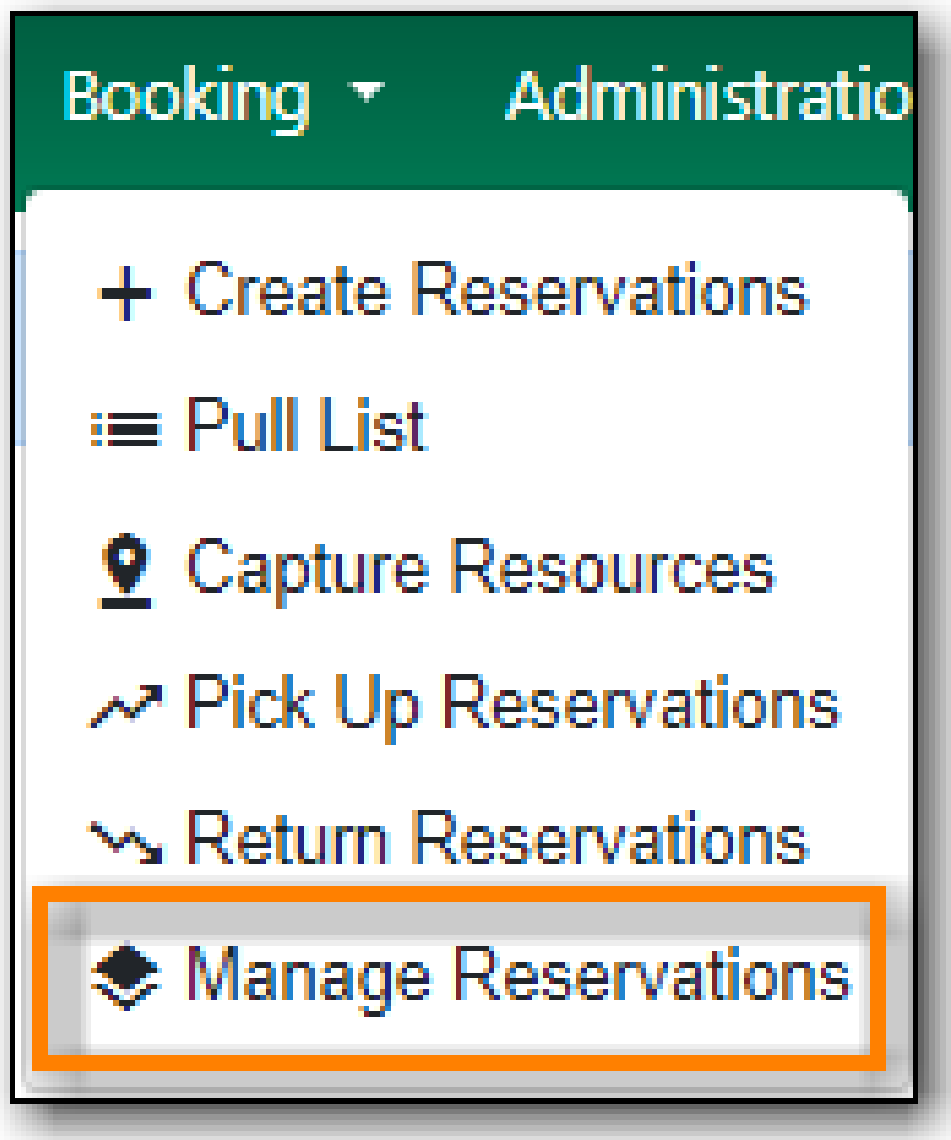 Booking Administratio
Create Reservations
Pull List
Capture Resources
Pick Up Reservations
Return Reservations
Manage Reservations